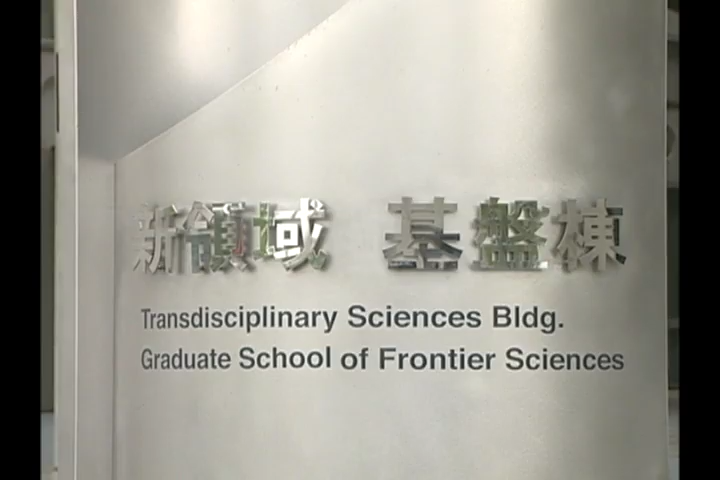 新領域 基盤棟
Transdisciplinary Sciences Bldg.
Graduate School of Frontier Sciences